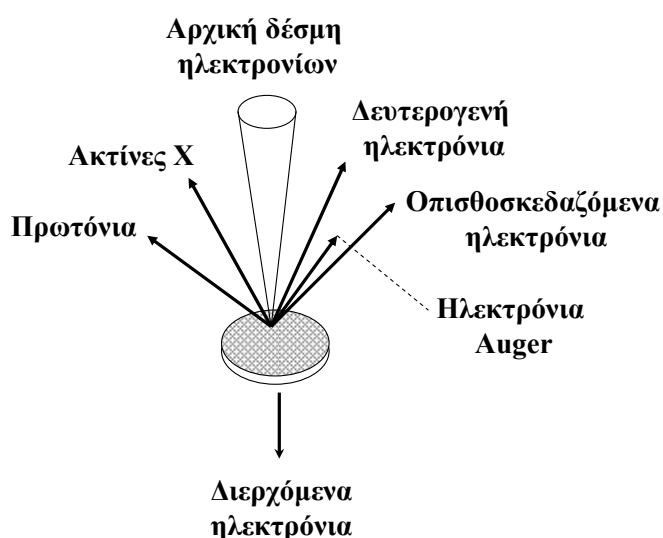 Αρχική δέσμη
ηλεκτρονίων
Δευτερογενή
ηλεκτρόνια
Ακτίνες Χ
Οπισθοσκεδαζόμενα
ηλεκτρόνια
Πρωτόνια
Ηλεκτρόνια
Auger
Διερχόμενα
ηλεκτρόνια